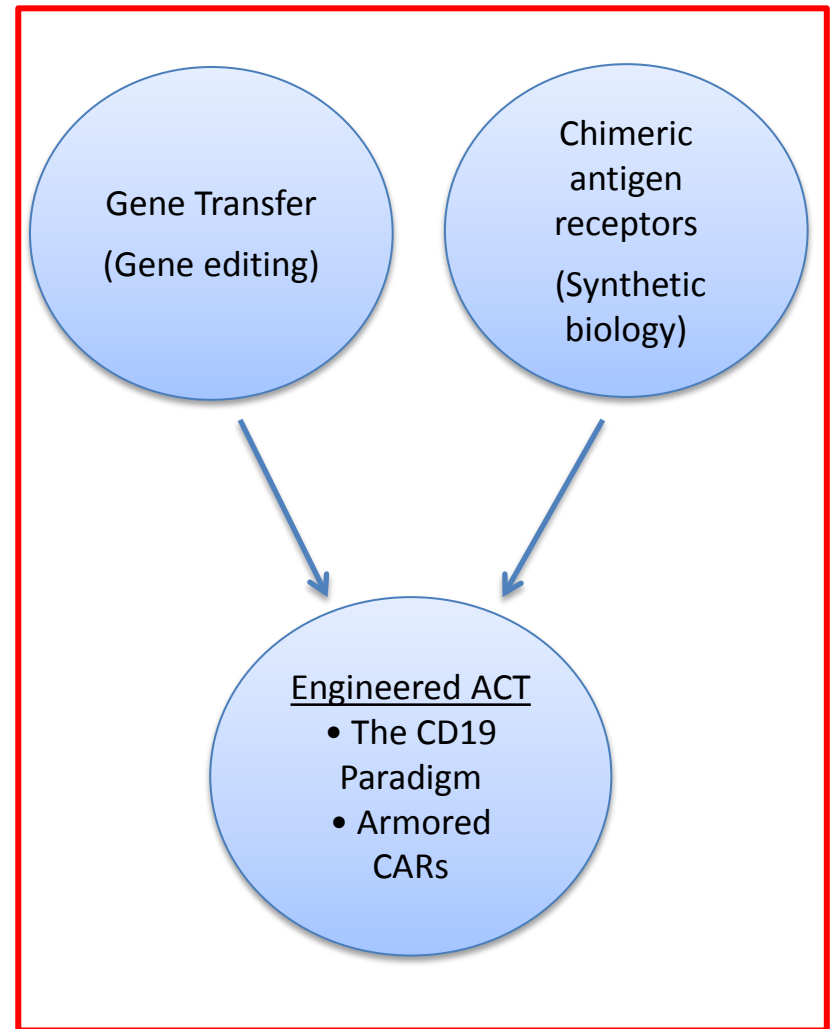 Gene Transfer
(Gene editing)
Chimeric
antigen
receptors
(Synthetic
biology)
Engineered ACT
• The CD19
Paradigm
• Armored
CARs